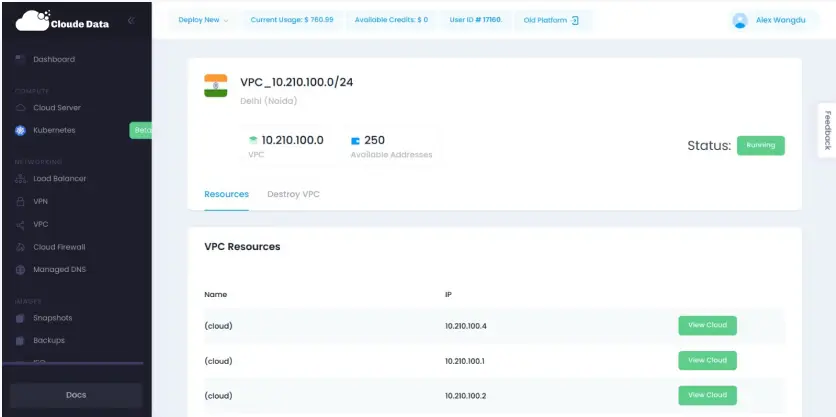 Cloude Data
Deploy New
Current Usage: $ 760.99
Available Credits: $ 0
User ID # 17160
Old Platform
Alex Wangdu
Dashboard
COMPUTE
Cloud Server
Kubernetes
Beta
NETWORKING
Load Balancer
VPN
VPC
Cloud Firewall
Managed DNS
IMAGES
Snapshots
Backups
Docs
VPC_10.210.100.0/24
Delhi (Noida)
10.210.100.0
VPC
250
Available Addresses
Status: Running
Resources
Destroy VPC
VPC Resources
Name IP
(cloud) 10.210.100.4 View Cloud
(cloud) 10.210.100.1 View Cloud
(cloud) 10.210.100.2 View Cloud
Feedback